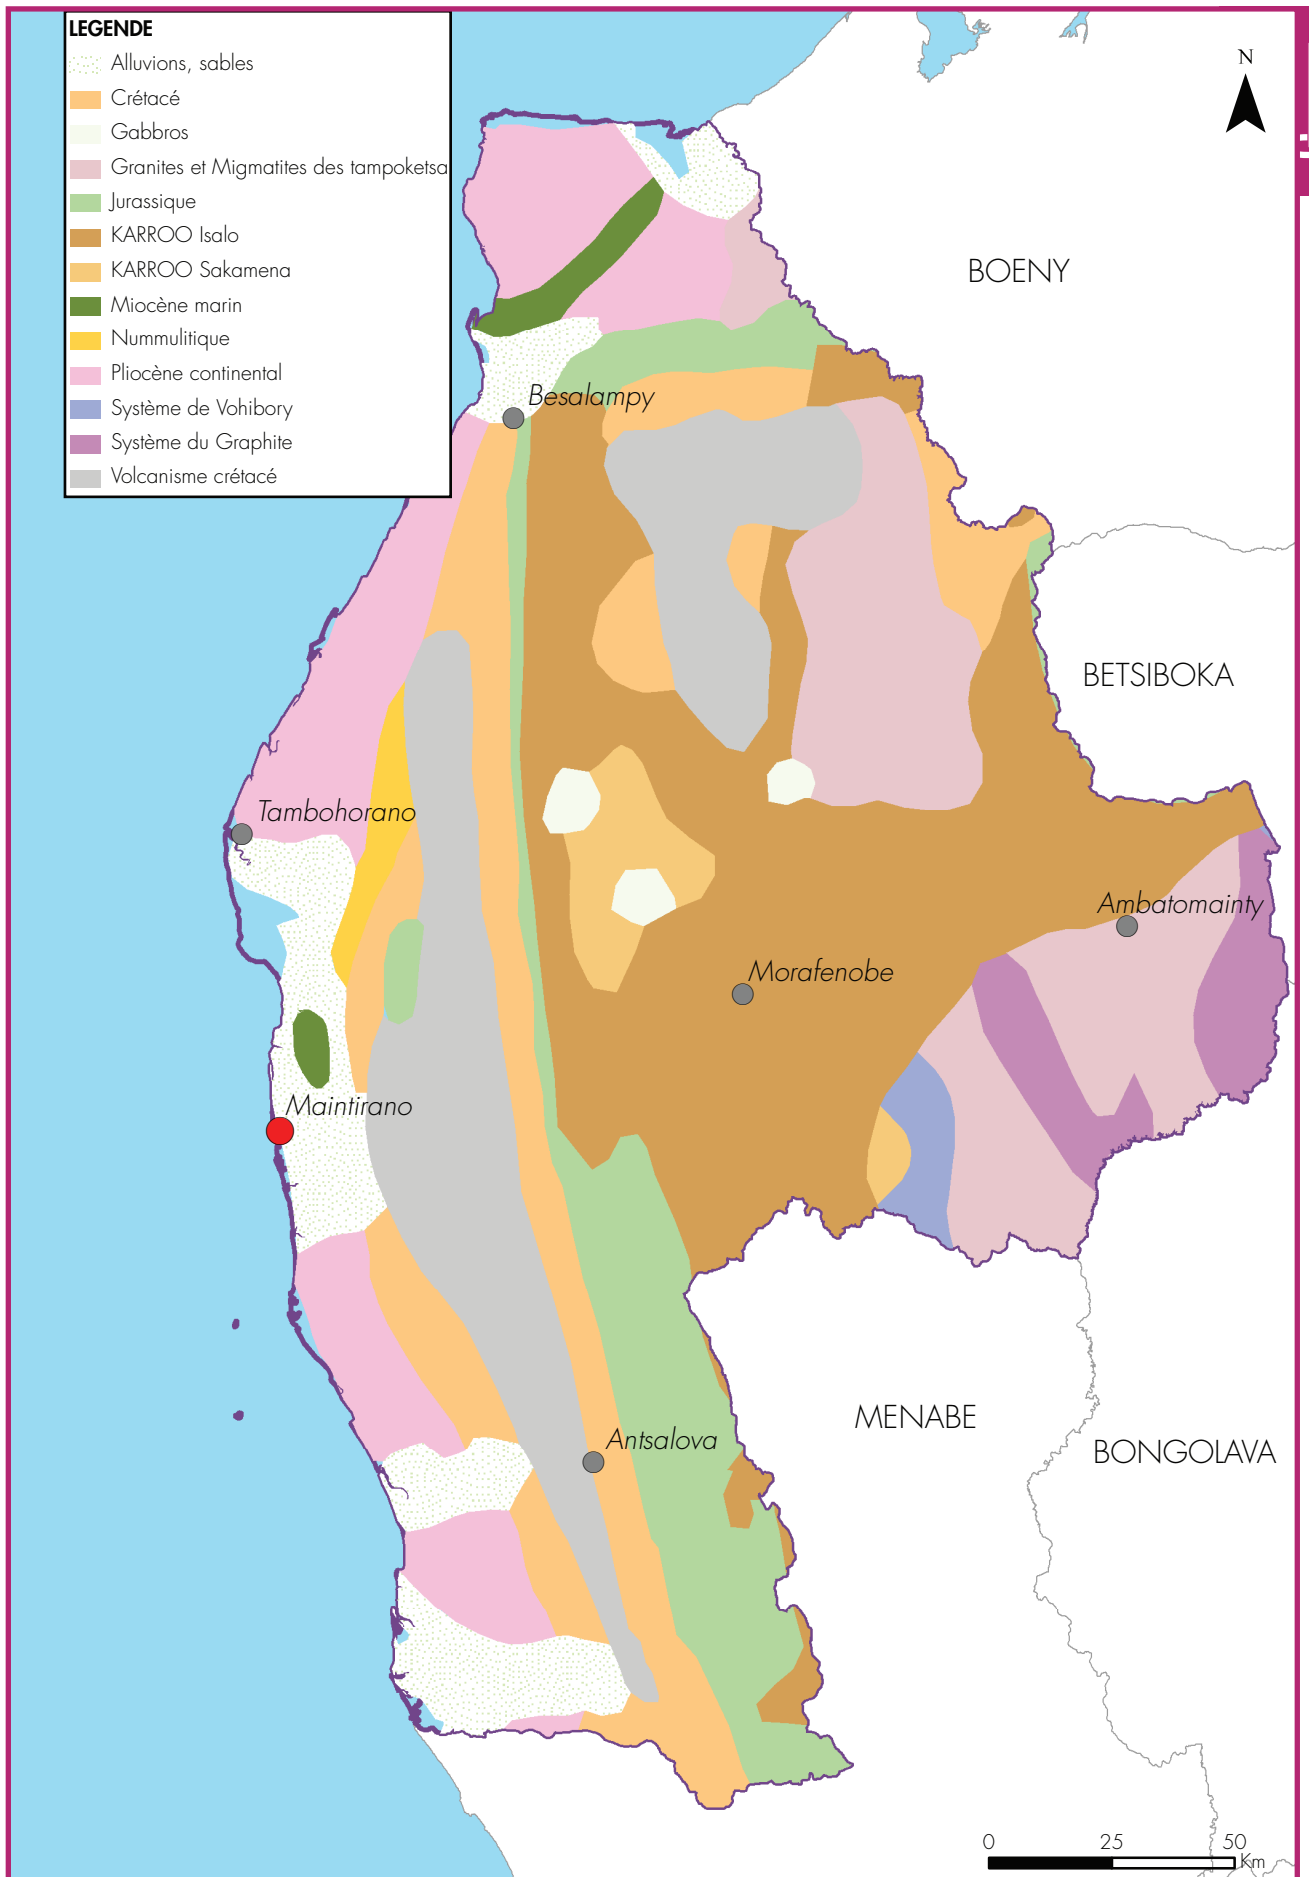 LEGENDE
Alluvions, sables
Crétacé
Gabbros
Granites et Migmatites des tampoketsa
Jurassique
KARROO Isalo
KARROO Sakamena
Miocène marin
Nummulitique
Pliocène continental
Système de Vohibory
Système du Graphite
Volcanisme crétacé
N
BOENY
Besalampy
BETSIBOKA
Tambohorano
Ambatomainty
Morafenobe
Maintirano
MENABE
Antsalova
BONGOLAVA
0 25 50
Km